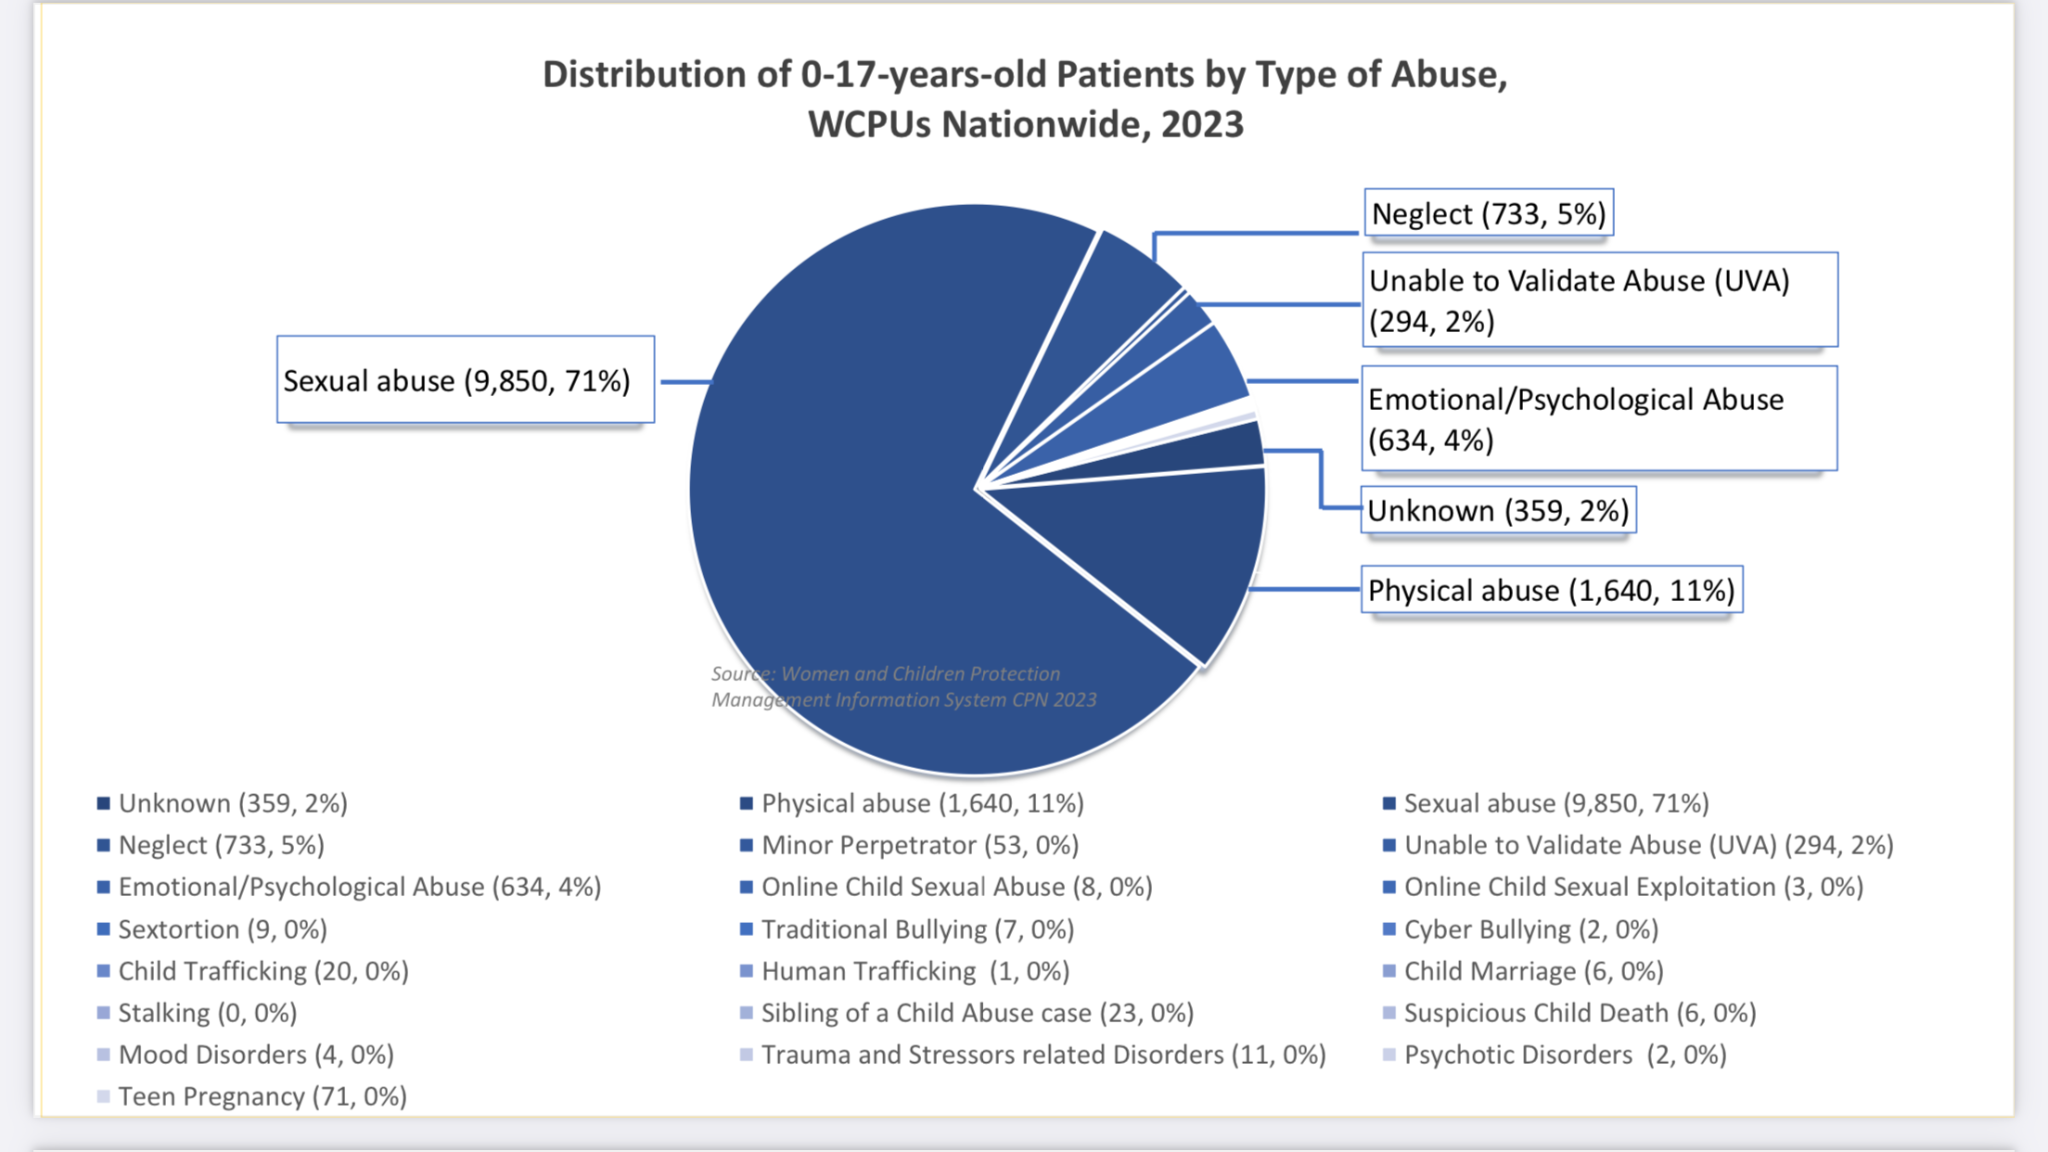 Distribution of 0-17-years-old Patients by Type of Abuse,
WCPUs Nationwide, 2023
Neglect (733, 5%)
Unable to Validate Abuse (UVA)
(294, 2%)
Sexual abuse (9,850, 71%)
Emotional/Psychological Abuse
(634, 4%)
Unknown (359, 2%)
Physical abuse (1,640, 11%)
Source: Women and Children Protection
Management Information System CPN 2023
Unknown (359, 2%)
Physical abuse (1,640, 11%)
Sexual abuse (9,850, 71%)
Neglect (733, 5%)
Minor Perpetrator (53, 0%)
Unable to Validate Abuse (UVA) (294, 2%)
Emotional/Psychological Abuse (634, 4%)
Online Child Sexual Abuse (8, 0%)
Online Child Sexual Exploitation (3, 0%)
Sextortion (9, 0%)
Traditional Bullying (7, 0%)
Cyber Bullying (2, 0%)
Child Trafficking (20, 0%)
Human Trafficking  (1, 0%)
Child Marriage (6, 0%)
Stalking (0, 0%)
Sibling of a Child Abuse case (23, 0%)
Suspicious Child Death (6, 0%)
Mood Disorders (4, 0%)
Trauma and Stressors related Disorders (11, 0%)
Psychotic Disorders  (2, 0%)
Teen Pregnancy (71, 0%)